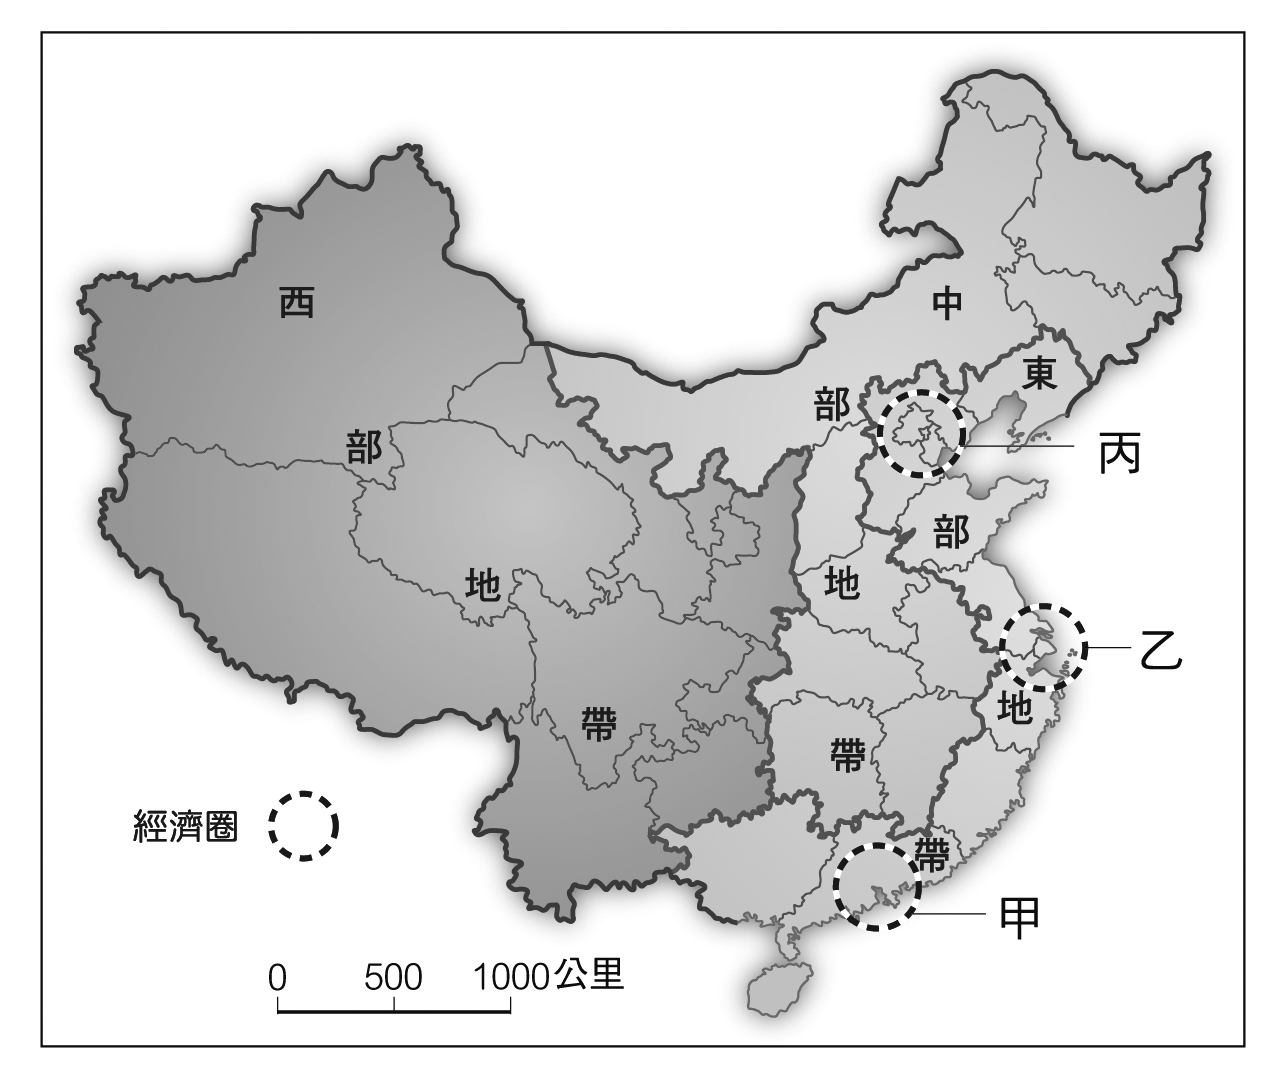 西部地帶
中部地帶
東部地帶
丙
乙
甲
經濟圈
0 500 1000公里